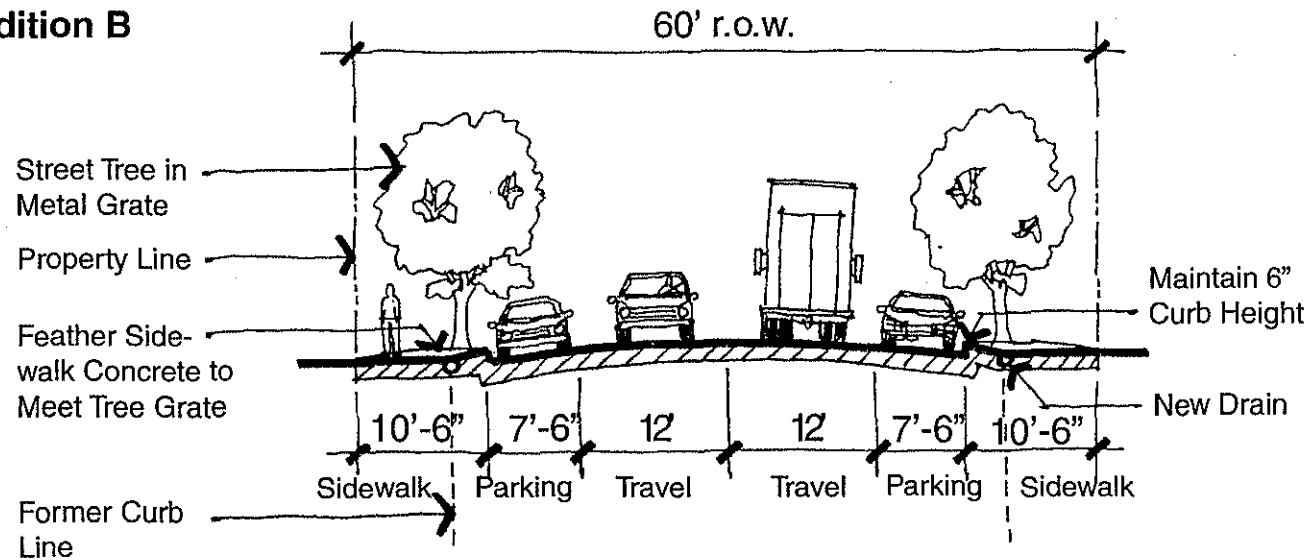 dition B
60' r.o.w.
Street Tree in
Metal Grate
Property Line
Feather Side-
walk Concrete to
Meet Tree Grate
Former Curb
Line
Maintain 6"
Curb Height
New Drain
10'-6" 7'-6" 12' 12' 7'-6" 10'-6"
Sidewalk Parking Travel Travel Parking Sidewalk